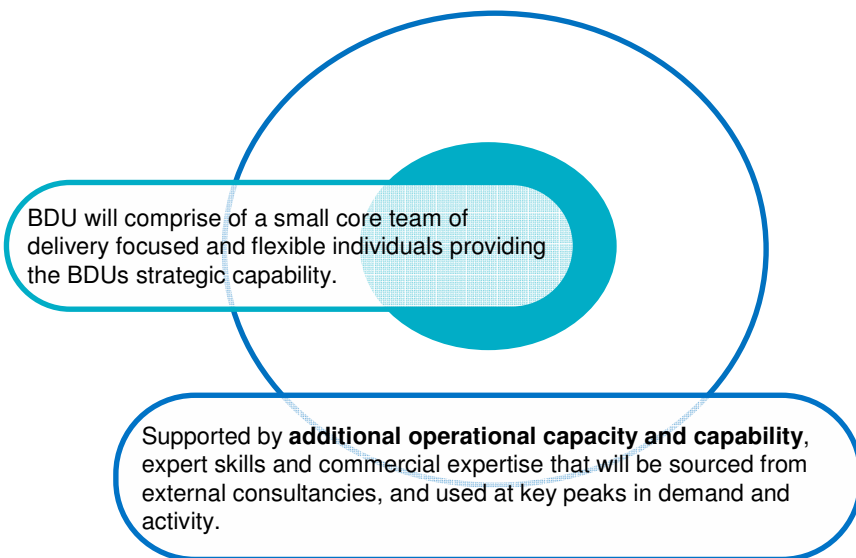 BDU will comprise of a small core team of
delivery focused and flexible individuals providing
the BDUs strategic capability.
Supported by additional operational capacity and capability,
expert skills and commercial expertise that will be sourced from
external consultancies, and used at key peaks in demand and
activity.